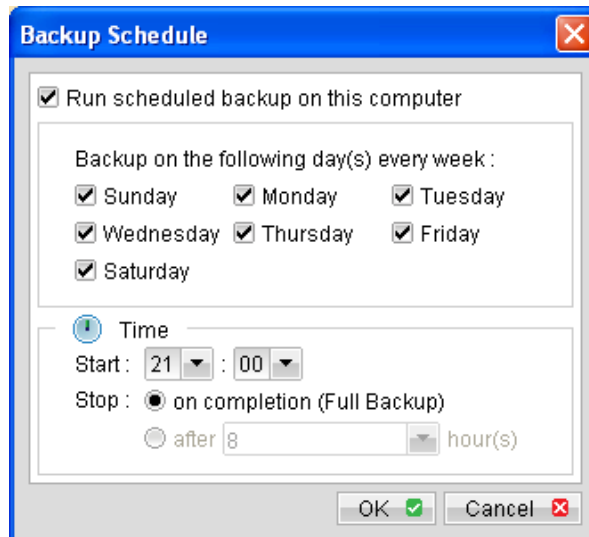 Backup Schedule
Run scheduled backup on this computer
Backup on the following day(s) every week :
Sunday Monday Tuesday
Wednesday Thursday Friday
Saturday
Time
Start : 21 : 00
Stop : on completion (Full Backup)
after 8 hour(s)
OK Cancel